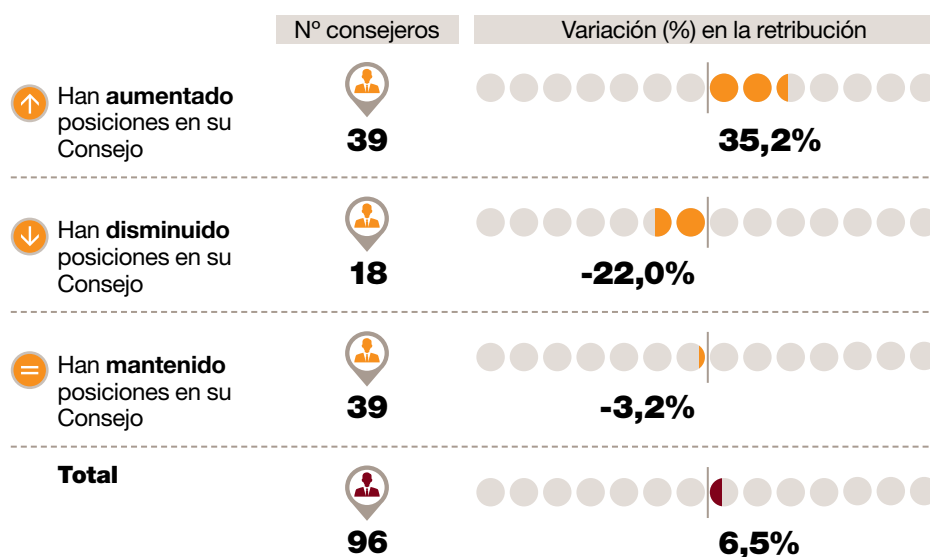 Nº consejeros
Variación (%) en la retribución
Han aumentado
posiciones en su
Consejo
39
35,2%
Han disminuido
posiciones en su
Consejo
18
-22,0%
Han mantenido
posiciones en su
Consejo
39
-3,2%
Total
96
6,5%